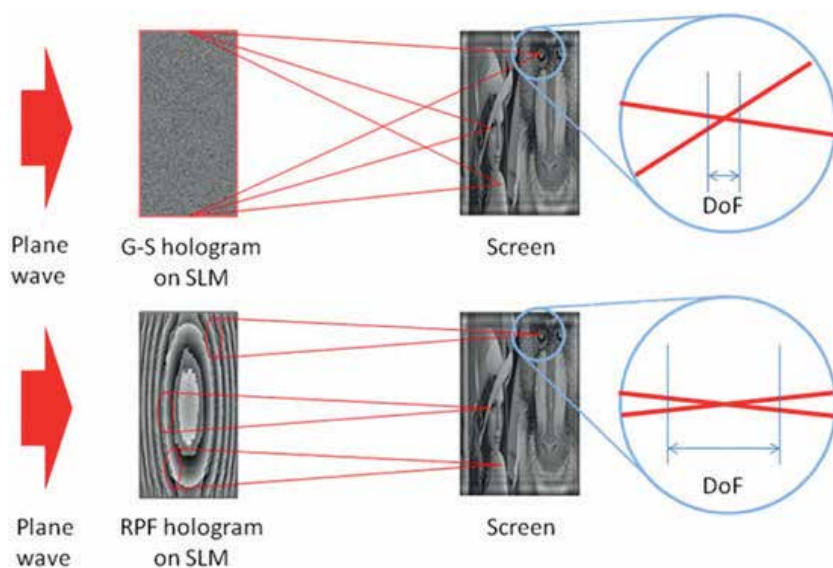 Plane
wave
G-S hologram
on SLM
Screen
DoF
Plane
wave
RPF hologram
on SLM
Screen
DoF